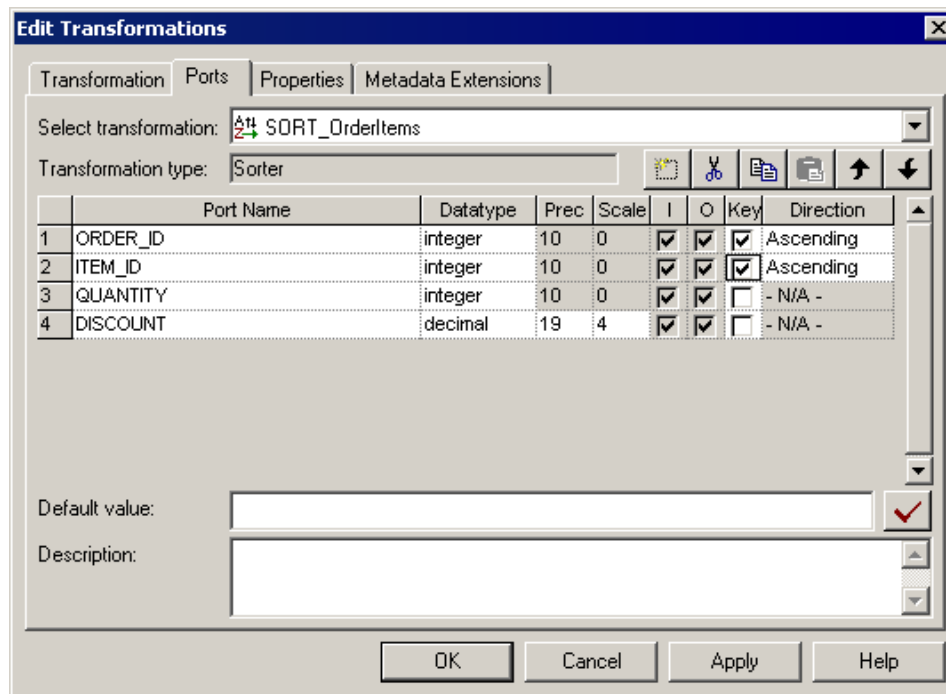 Edit Transformations
Transformation Ports Properties Metadata Extensions
Select transformation: SORT_OrderItems
Transformation type: Sorter
Port Name Datatype Prec Scale I O Key Direction
1 ORDER_ID integer 10 0 Ascending
2 ITEM_ID integer 10 0 Ascending
3 QUANTITY integer 10 0 - N/A -
4 DISCOUNT decimal 19 4 - N/A -
Default value:
Description:
OK Cancel Apply Help